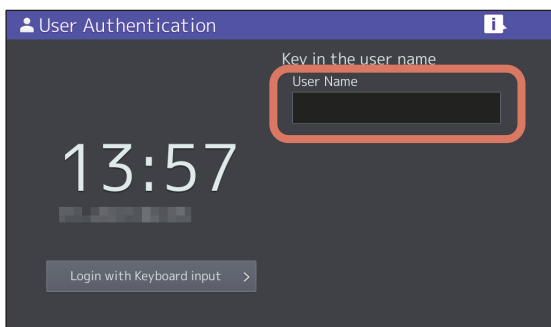 User Authentication
Key in the user name
User Name
13:57
Login with Keyboard input